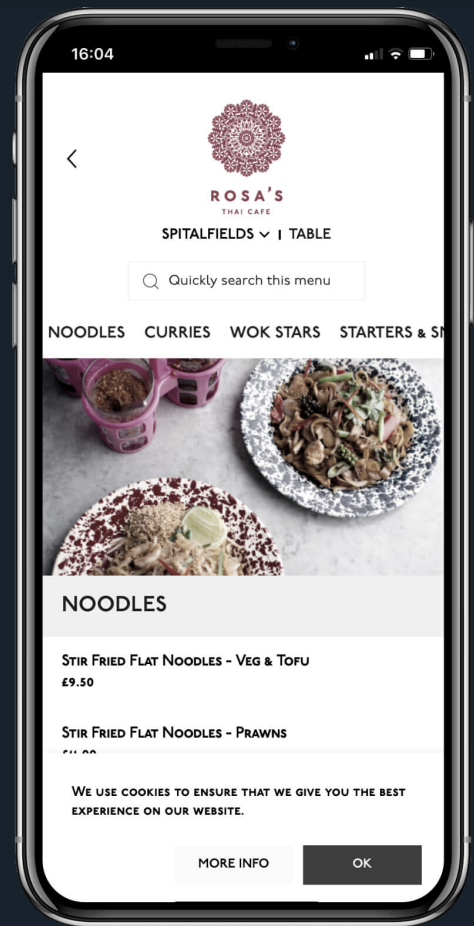 16:04
ROSA'S
THAI CAFE
SPITALFIELDS | TABLE
Quickly search this menu
NOODLES CURRIES WOK STARS STARTERS & SN
NOODLES
STIR FRIED FLAT NOODLES - VEG & TOFU
£9.50
STIR FRIED FLAT NOODLES - PRAWNS
WE USE COOKIES TO ENSURE THAT WE GIVE YOU THE BEST
EXPERIENCE ON OUR WEBSITE.
MORE INFO OK